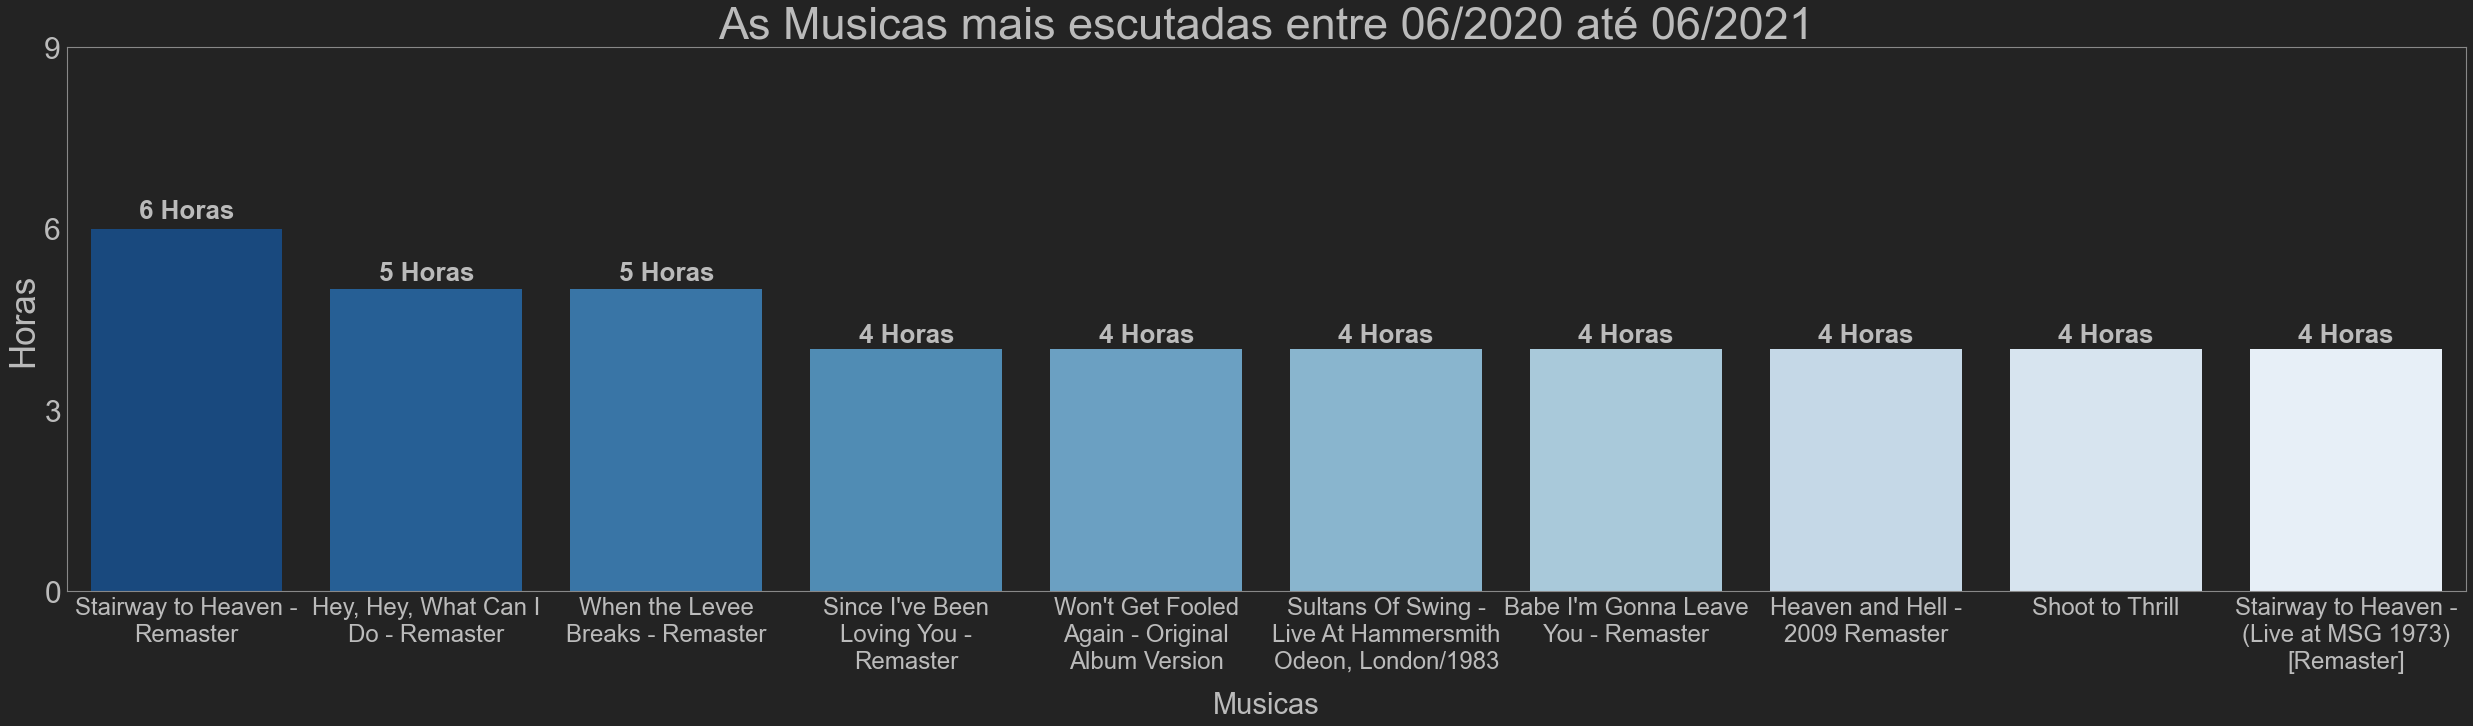 As Musicas mais escutadas entre 06/2020 até 06/2021
9
6
3
0
Horas
6 Horas
5 Horas
5 Horas
4 Horas
4 Horas
4 Horas
4 Horas
4 Horas
4 Horas
4 Horas
Stairway to Heaven -
Remaster
Hey, Hey, What Can I
Do - Remaster
When the Levee
Breaks - Remaster
Since I've Been
Loving You -
Remaster
Won't Get Fooled
Again - Original
Album Version
Sultans Of Swing -
Live At Hammersmith
Odeon, London/1983
Babe I'm Gonna Leave
You - Remaster
Heaven and Hell -
2009 Remaster
Shoot to Thrill
Stairway to Heaven -
(Live at MSG 1973)
[Remaster]
Musicas